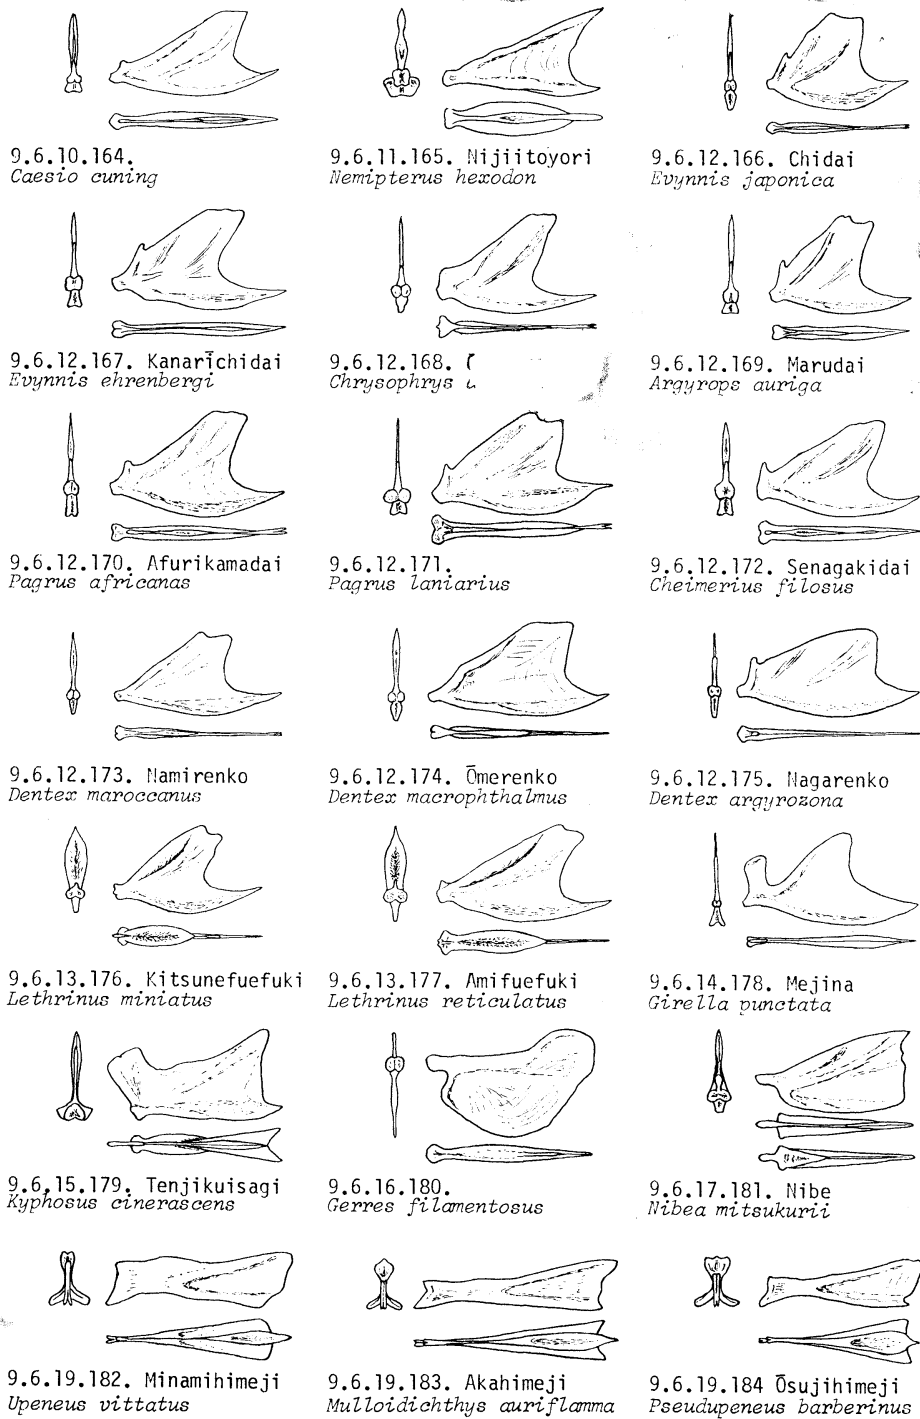 9.6.10.164.
Caesio cuning
9.6.11.165. Nijiitoyori
Nemipterus hexodon
9.6.12.166. Chidai
Evynnis japonica
9.6.12.167. Kanarīchidai
Evynnis ehrenbergi
9.6.12.168.
Chrysophrys
9.6.12.169. Marudai
Argyrops auriga
9.6.12.170. Afurikamadai
Pagrus africanas
9.6.12.171.
Pagrus laniarius
9.6.12.172. Senagakidai
Cheimerius filosus
9.6.12.173. Namirenko
Dentex maroccanus
9.6.12.174. Ōmerenko
Dentex macrophthalmus
9.6.12.175. Nagarenko
Dentex argyrozona
9.6.13.176. Kitsunefuefuki
Lethrinus miniatus
9.6.13.177. Amifuefuki
Lethrinus reticulatus
9.6.14.178. Mejina
Girella punctata
9.6.15.179. Tenjikuisagi
Kyphosus cinerascens
9.6.16.180.
Gerres filamentosus
9.6.17.181. Nibe
Nibea mitsukurii
9.6.19.182. Minamihimeji
Upeneus vittatus
9.6.19.183. Akahimeji
Mulloidichthys auriflamma
9.6.19.184 Ōsujihimeji
Pseudupeneus barberinus